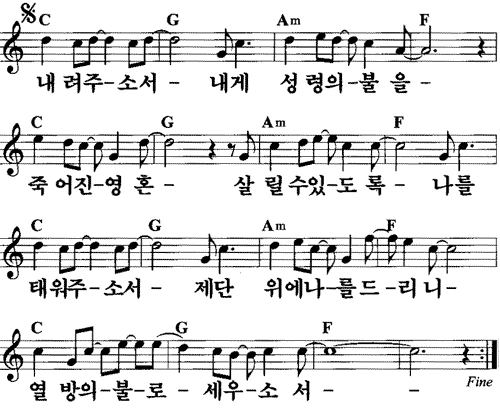 C G Am F
내 려주-소서- 내게 성 령의-불 을-
C G Am F
죽 어진-영 혼- 살 릴수있-도 록- 나를
C G Am F
태워주-소서- 제단 위에나-를드-리 니-
C G F
열 방의-불로- 세우-소 서- -
Fine